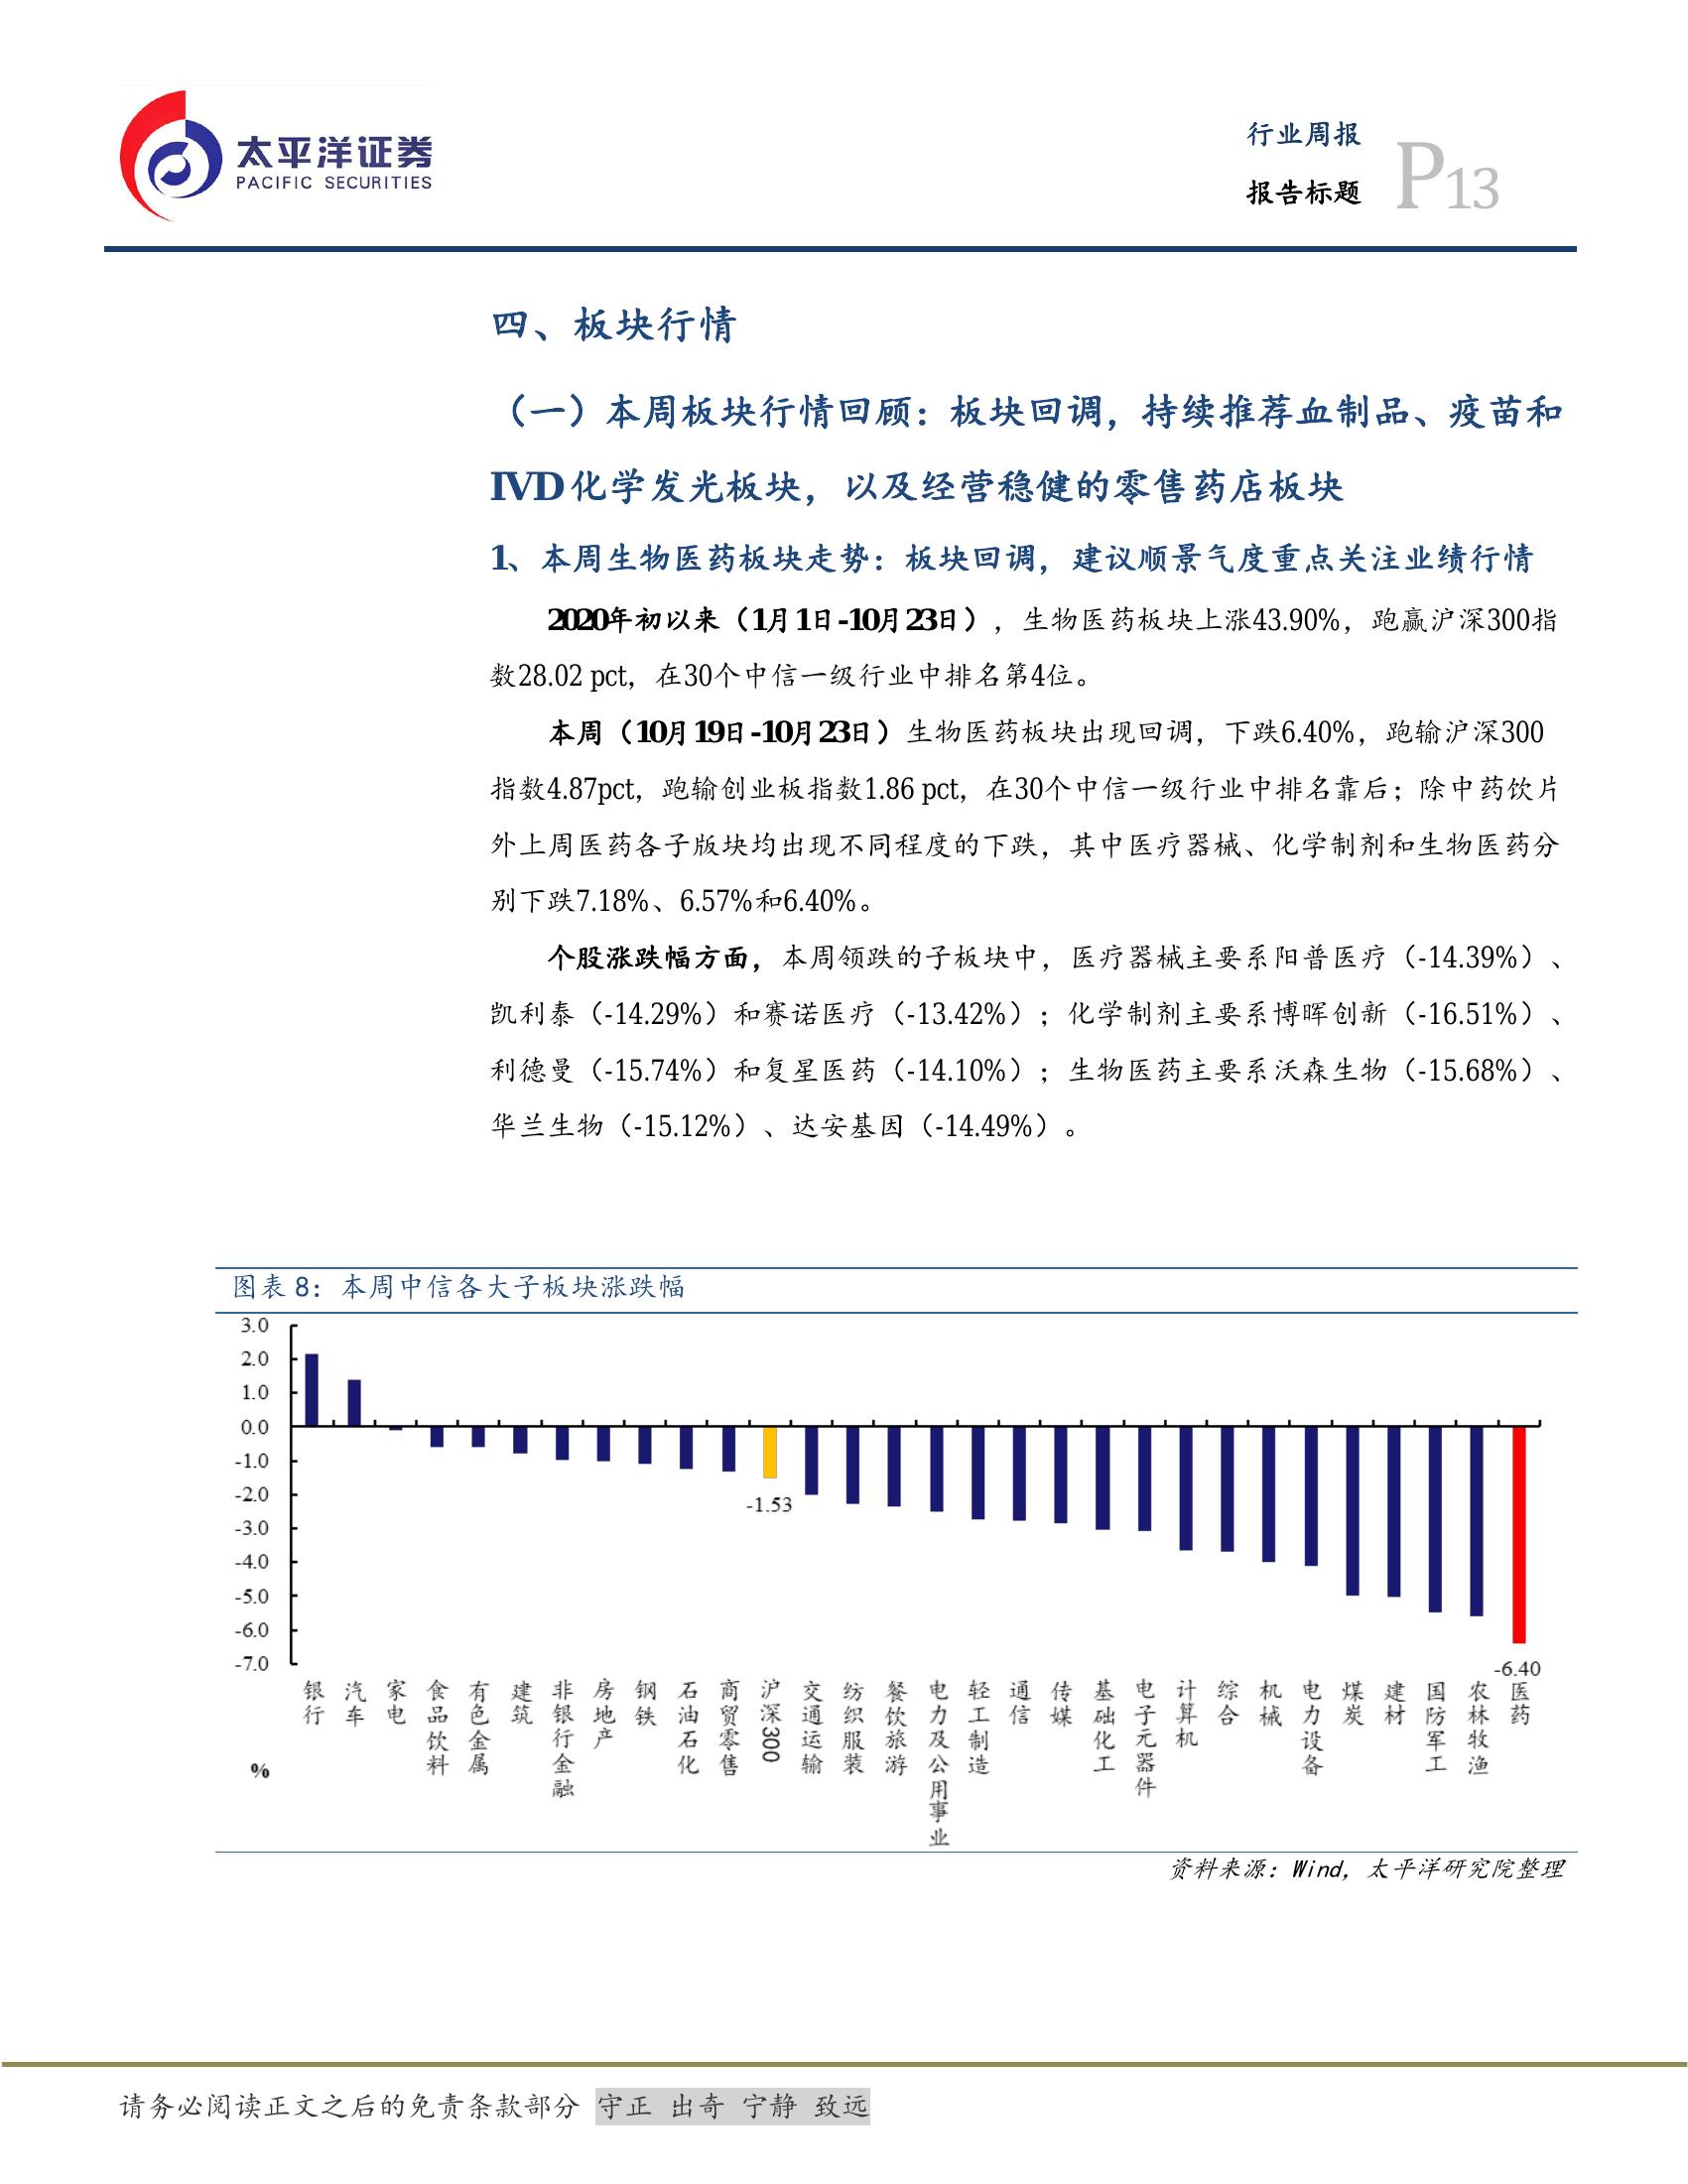 太平洋证券
PACIFIC SECURITIES
行业周报
报告标题
P13
四、板块行情
（一）本周板块行情回顾：板块回调，持续推荐血制品、疫苗和
IVD化学发光板块，以及经营稳健的零售药店板块
1、本周生物医药板块走势：板块回调，建议顺景气度重点关注业绩行情
2020年初以来（1月1日-10月23日），生物医药板块上涨43.90%，跑赢沪深300指
数28.02 pct，在30个中信一级行业中排名第4位。
本周（10月19日-10月23日）生物医药板块出现回调，下跌6.40%，跑输沪深300
指数4.87pct，跑输创业板指数1.86 pct，在30个中信一级行业中排名靠后；除中药饮片
外上周医药各子版块均出现不同程度的下跌，其中医疗器械、化学制剂和生物医药分
别下跌7.18%、6.57%和6.40%。
个股涨跌幅方面，本周领跌的子板块中，医疗器械主要系阳普医疗（-14.39%）、
凯利泰（-14.29%）和赛诺医疗（-13.42%）；化学制剂主要系博晖创新（-16.51%）、
利德曼（-15.74%）和复星医药（-14.10%）；生物医药主要系沃森生物（-15.68%）、
华兰生物（-15.12%）、达安基因（-14.49%）。
图表 8：本周中信各大子板块涨跌幅
3.0
2.0
1.0
0.0
-1.0
-2.0
-3.0
-4.0
-5.0
-6.0
-7.0
-1.53
-6.40
银行
汽车
家电
食品饮料
有色金属
建筑
非银行金融
房地产
钢铁
石油石化
商贸零售
沪深300
交通运输
纺织服装
餐饮旅游
电力及公用事业
轻工制造
通信
传媒
基础化工
电子元器件
计算机
综合
机械
电力设备
煤炭
建材
国防军工
农林牧渔
医药
%
资料来源：Wind，太平洋研究院整理
请务必阅读正文之后的免责条款部分 守正 出奇 宁静 致远